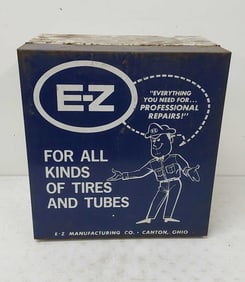 E-Z
"EVERYTHING
YOU NEED FOR...
PROFESSIONAL
REPAIRS!"
FOR ALL
KINDS
OF TIRES
AND TUBES
E-Z MANUFACTURING CO. - CANTON, OHIO